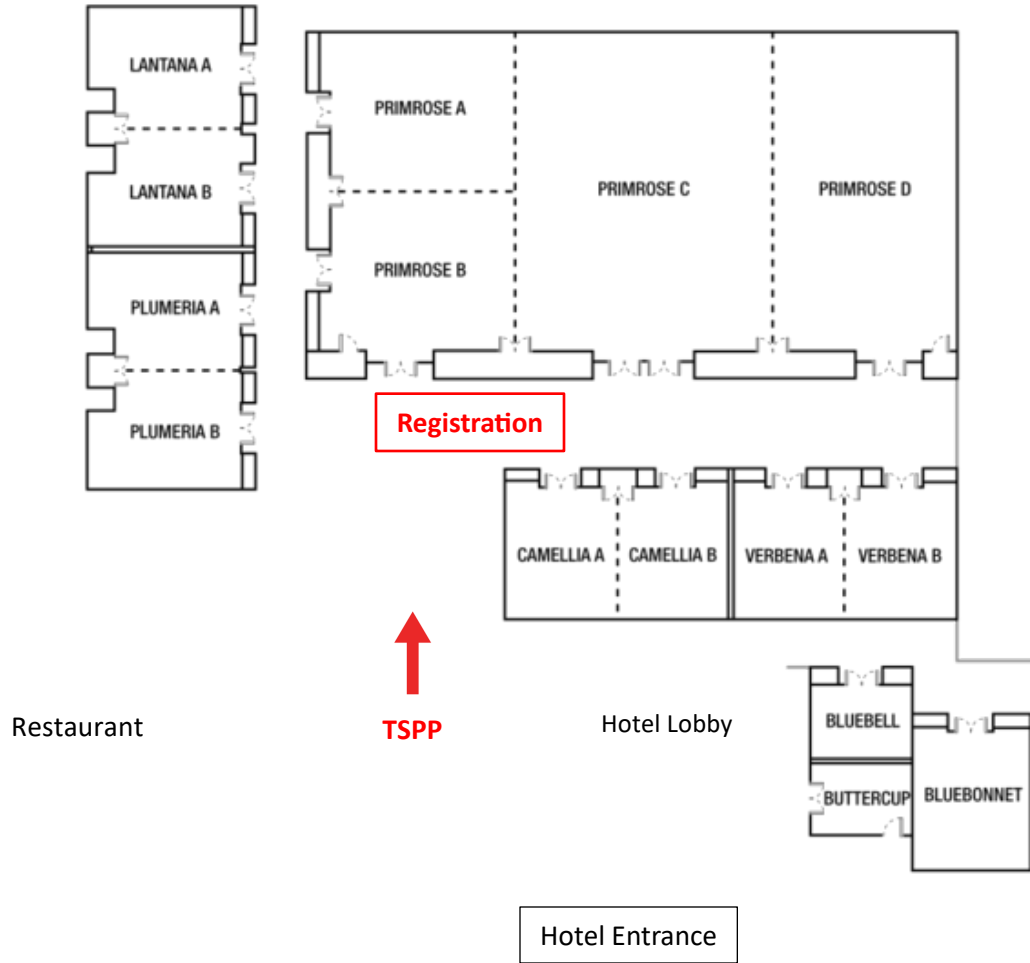 LANTANA A
LANTANA B
PLUMERIA A
PLUMERIA B
PRIMROSE A
PRIMROSE B
PRIMROSE C
PRIMROSE D
Registration
CAMELLIA A
CAMELLIA B
VERBENA A
VERBENA B
Restaurant
TSPP
Hotel Lobby
BLUEBELL
BUTTERCUP
BLUEBONNET
Hotel Entrance